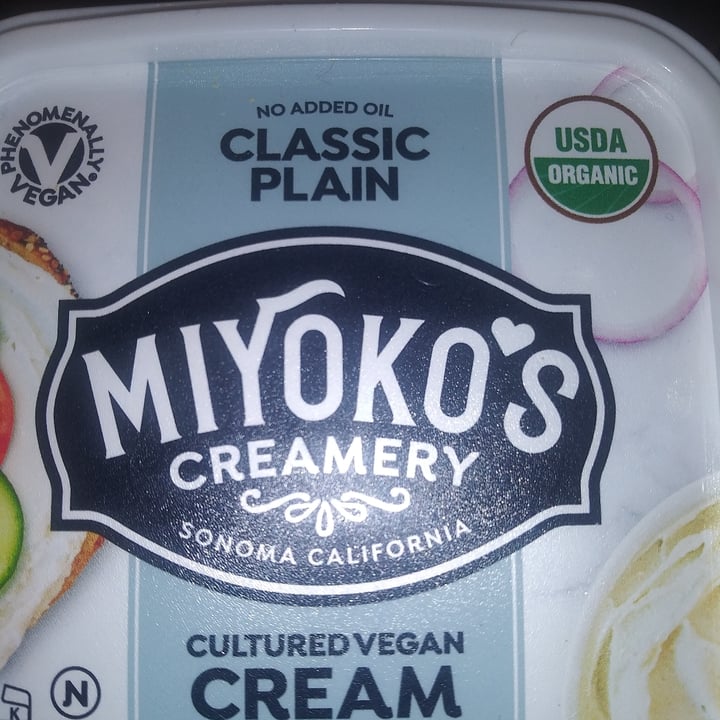 NO ADDED OIL
CLASSIC
PLAIN
PHENOMENALLY
V
VEGAN.
USDA
ORGANIC
MIYOKO'S
CREAMERY
SONOMA CALIFORNIA
CULTURED VEGAN
CREAM
N
K